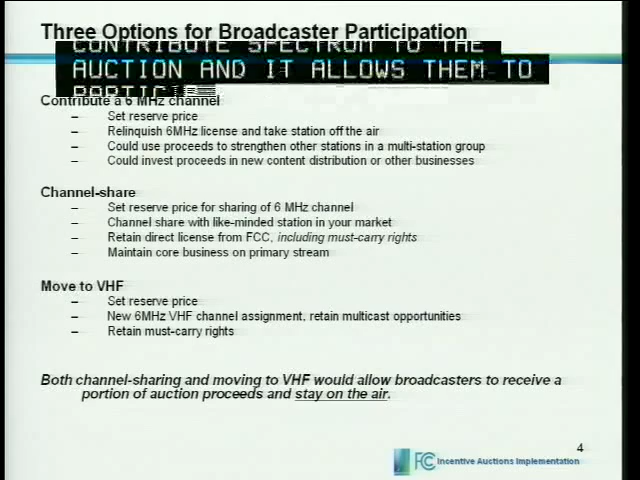 Three Options for Broadcaster Participation
CONTRIBUTE SPECTRUM TO THE
AUCTION AND IT ALLOWS THEM TO
Contribute a 6 MHz channel
– Set reserve price
– Relinquish 6MHz license and take station off the air
– Could use proceeds to strengthen other stations in a multi-station group
– Could invest proceeds in new content distribution or other businesses
Channel-share
– Set reserve price for sharing of 6 MHz channel
– Channel share with like-minded station in your market
– Retain direct license from FCC, including must-carry rights
– Maintain core business on primary stream
Move to VHF
– Set reserve price
– New 6MHz VHF channel assignment, retain multicast opportunities
– Retain must-carry rights
Both channel-sharing and moving to VHF would allow broadcasters to receive a
portion of auction proceeds and stay on the air.
4
FCC Incentive Auctions Implementation